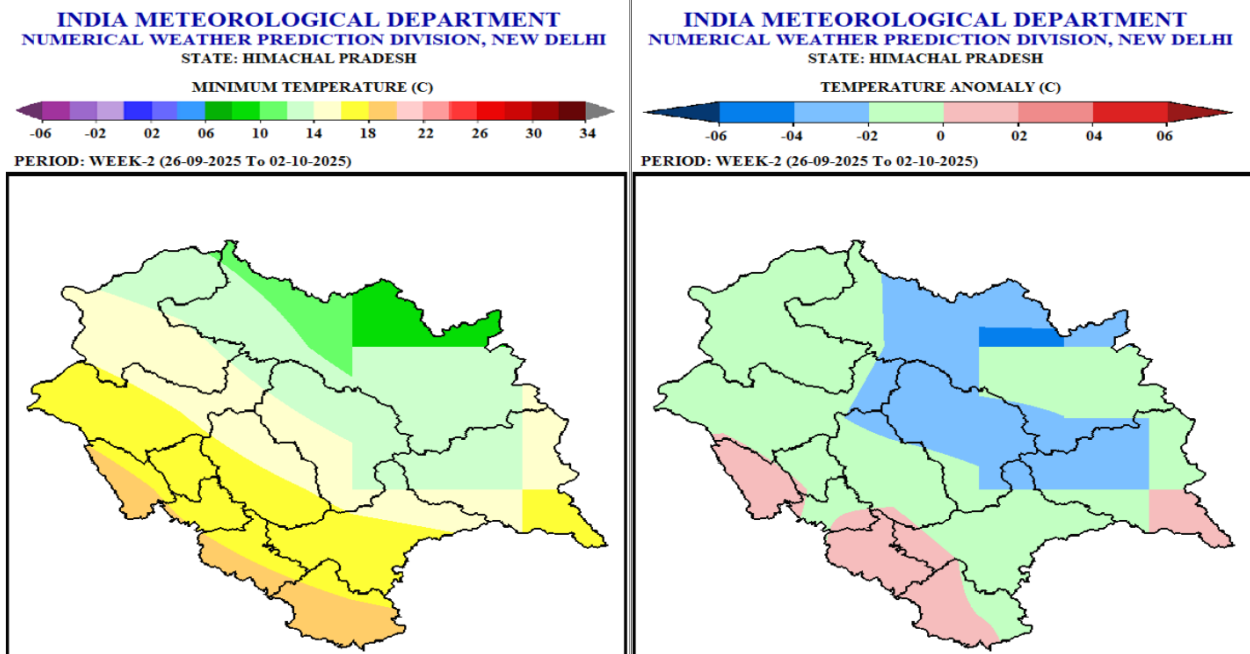 INDIA METEOROLOGICAL DEPARTMENT
NUMERICAL WEATHER PREDICTION DIVISION, NEW DELHI
STATE: HIMACHAL PRADESH
MINIMUM TEMPERATURE (C)
-06 -02 02 06 10 14 18 22 26 30 34
PERIOD: WEEK-2 (26-09-2025 To 02-10-2025)
INDIA METEOROLOGICAL DEPARTMENT
NUMERICAL WEATHER PREDICTION DIVISION, NEW DELHI
STATE: HIMACHAL PRADESH
TEMPERATURE ANOMALY (C)
-06 -04 -02 0 02 04 06
PERIOD: WEEK-2 (26-09-2025 To 02-10-2025)